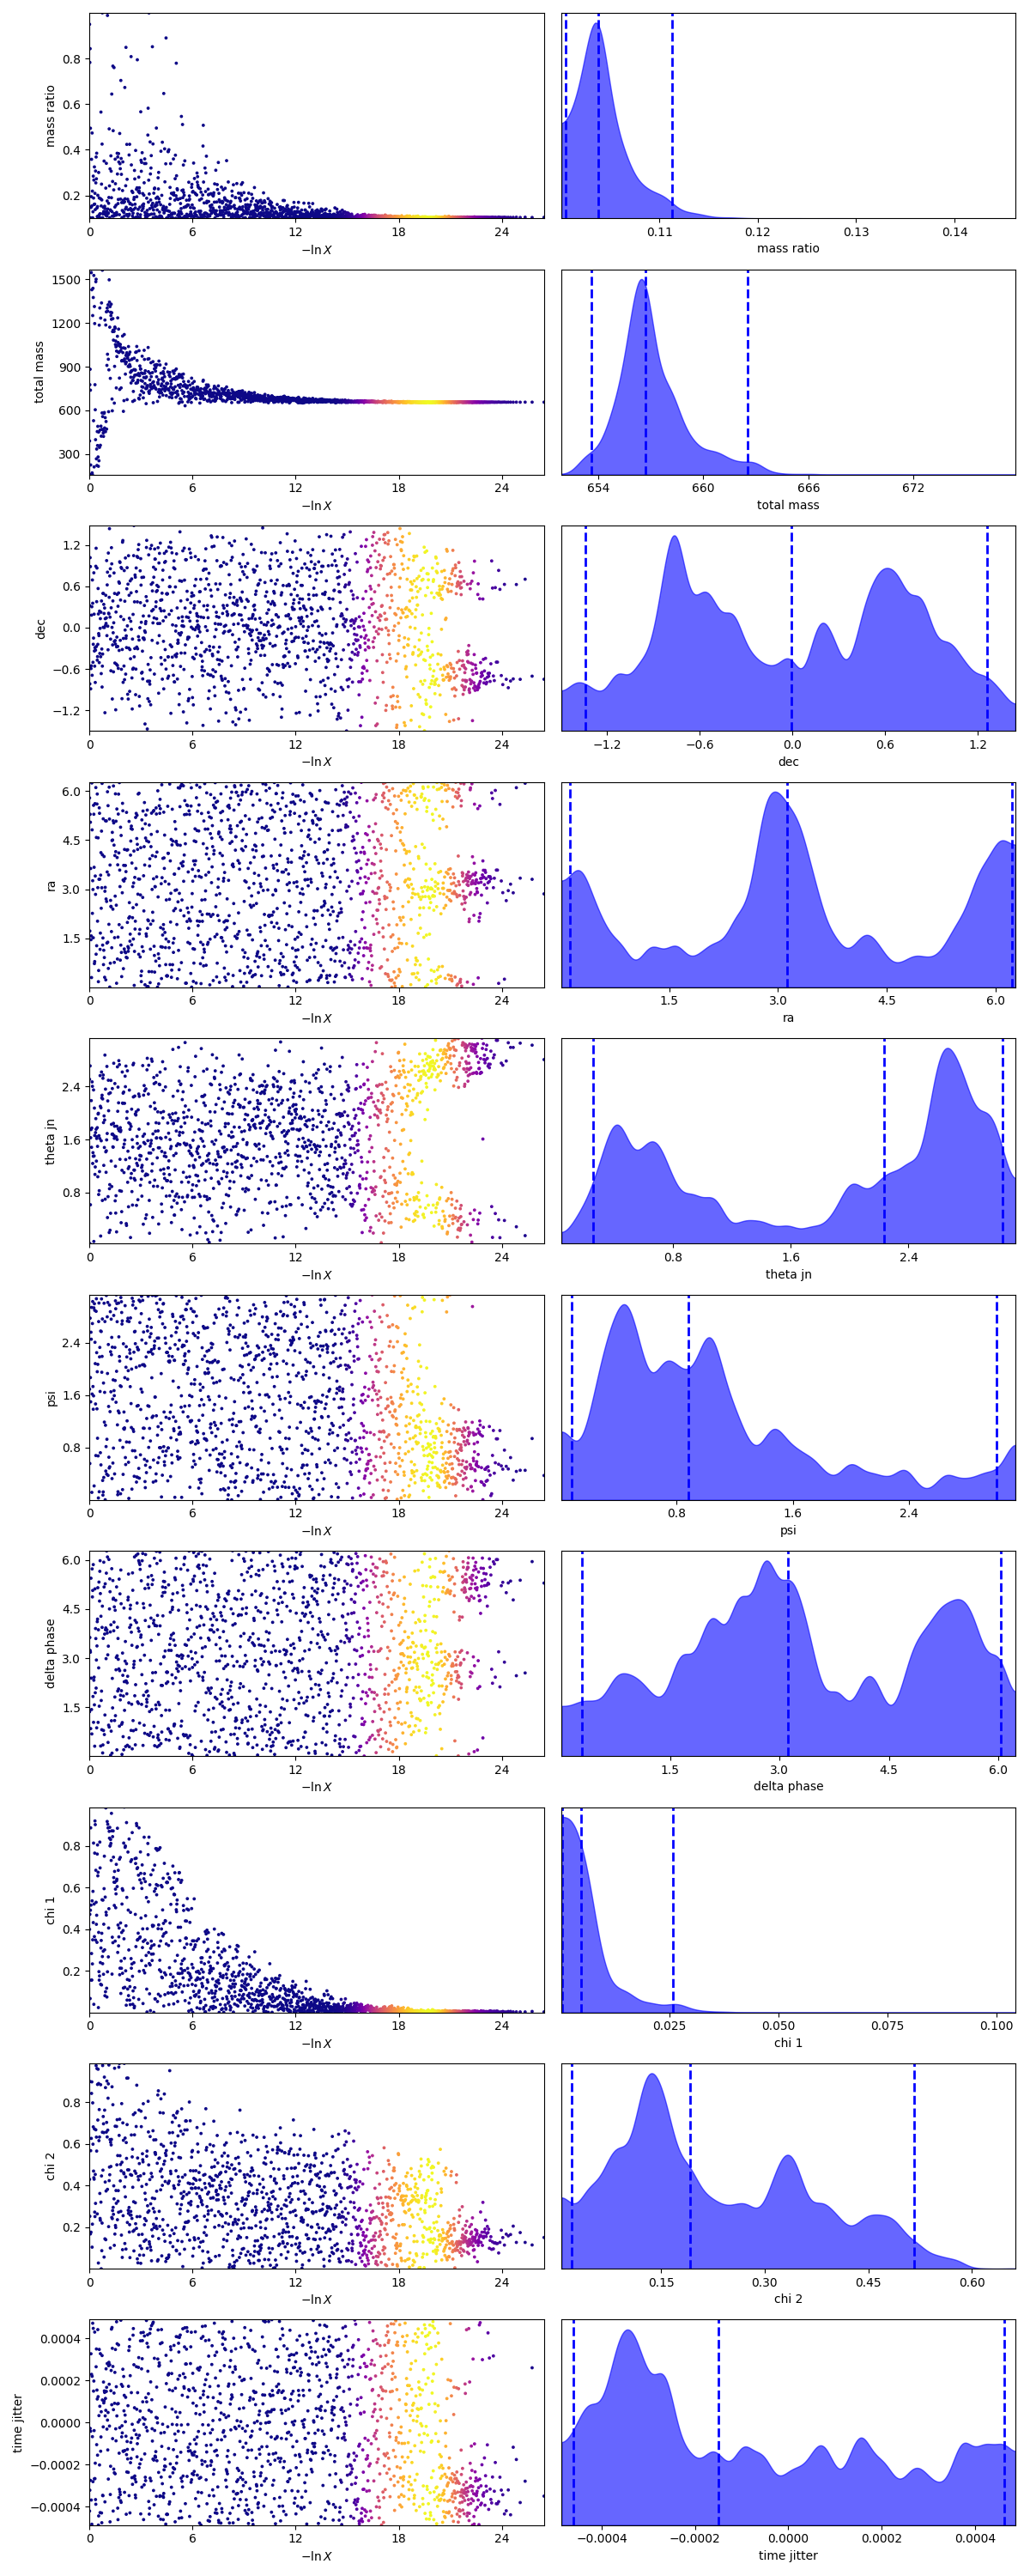 mass ratio
0.8
0.6
0.4
0.2
0 6 12 18 24
−ln X
0.11 0.12 0.13 0.14
mass ratio
total mass
1500
1200
900
600
300
0 6 12 18 24
−ln X
654 660 666 672
total mass
dec
1.2
0.6
0.0
−0.6
−1.2
0 6 12 18 24
−ln X
−1.2 −0.6 0.0 0.6 1.2
dec
ra
6.0
4.5
3.0
1.5
0 6 12 18 24
−ln X
1.5 3.0 4.5 6.0
ra
theta jn
2.4
1.6
0.8
0 6 12 18 24
−ln X
0.8 1.6 2.4
theta jn
psi
2.4
1.6
0.8
0 6 12 18 24
−ln X
0.8 1.6 2.4
psi
delta phase
6.0
4.5
3.0
1.5
0 6 12 18 24
−ln X
1.5 3.0 4.5 6.0
delta phase
chi 1
0.8
0.6
0.4
0.2
0 6 12 18 24
−ln X
0.025 0.050 0.075 0.100
chi 1
chi 2
0.8
0.6
0.4
0.2
0 6 12 18 24
−ln X
0.15 0.30 0.45 0.60
chi 2
time jitter
0.0004
0.0002
0.0000
−0.0002
−0.0004
0 6 12 18 24
−ln X
−0.0004 −0.0002 0.0000 0.0002 0.0004
time jitter